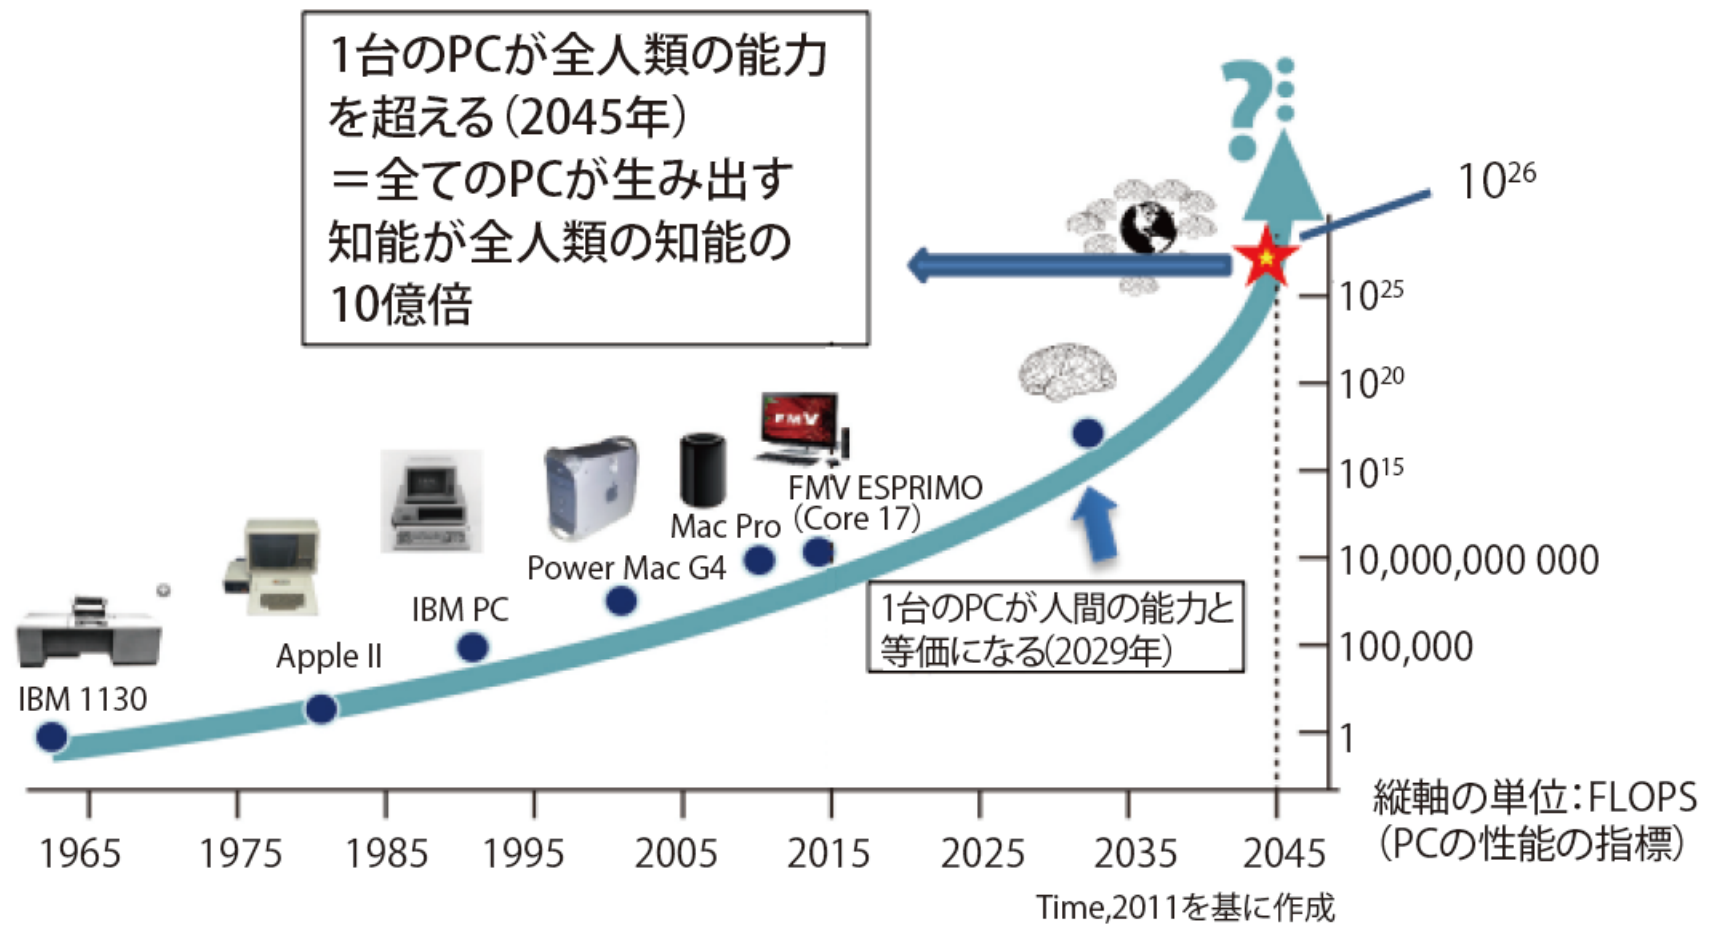 1台のPCが全人類の能力
を超える（2045年）
＝全てのPCが生み出す
知能が全人類の知能の
10億倍
?
10²⁶
10²⁵
10²⁰
10¹⁵
10,000,000 000
100,000
1
FMV
FMV ESPRIMO
（Core 17）
Mac Pro
Power Mac G4
IBM PC
Apple II
IBM 1130
1台のPCが人間の能力と
等価になる(2029年）
1965 1975 1985 1995 2005 2015 2025 2035 2045
縦軸の単位：FLOPS
（PCの性能の指標）
Time,2011を基に作成